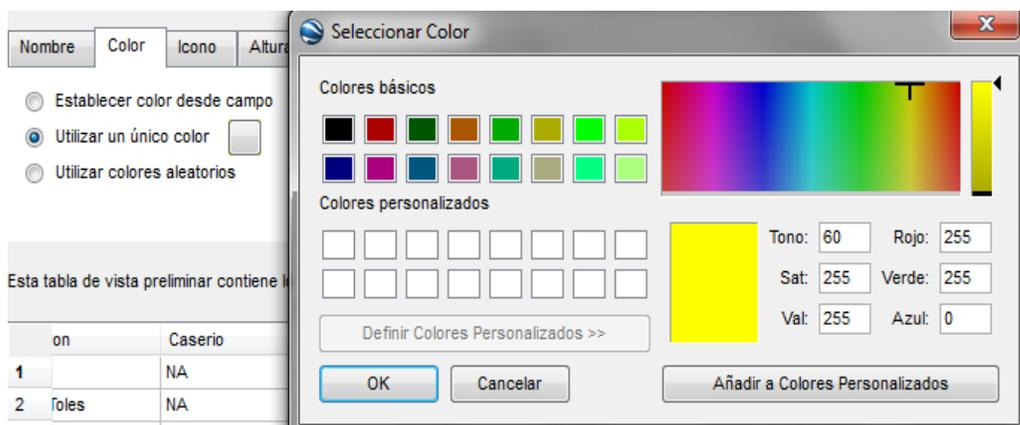 Nombre Color Icono Altura
Establecer color desde campo
Utilizar un único color
Utilizar colores aleatorios
Esta tabla de vista preliminar contiene
on Caserio
1 NA
2 Toles NA
Seleccionar Color
Colores básicos
Colores personalizados
Definir Colores Personalizados >>
OK Cancelar
Tono: 60 Rojo: 255
Sat: 255 Verde: 255
Val: 255 Azul: 0
Añadir a Colores Personalizados